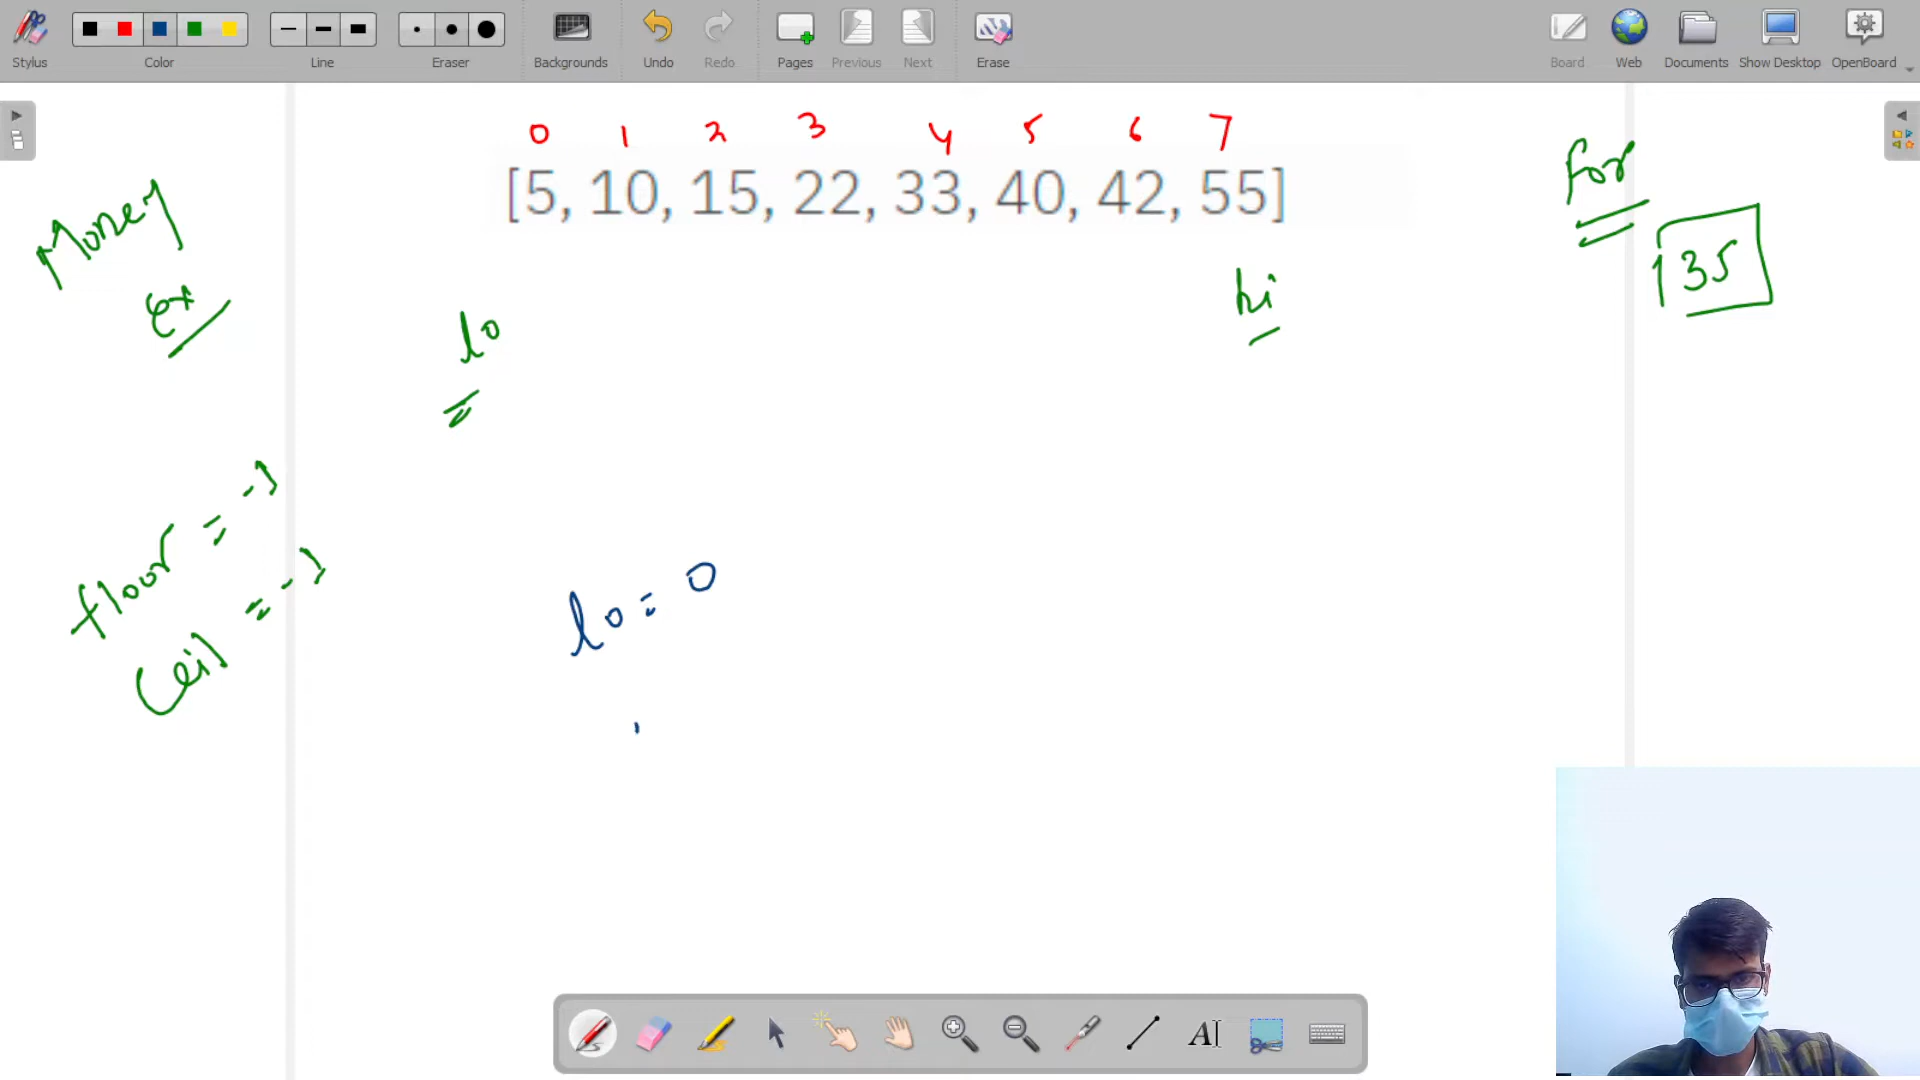 Stylus
Color
Line
Eraser
Backgrounds
Undo
Redo
Pages
Previous
Next
Erase
Board
Web
Documents
Show Desktop
OpenBoard
0 1 2 3 4 5 6 7
[5, 10, 15, 22, 33, 40, 42, 55]
For
135
Money
ex
lo
hi
floor = -1
ceil = -1
lo = 0